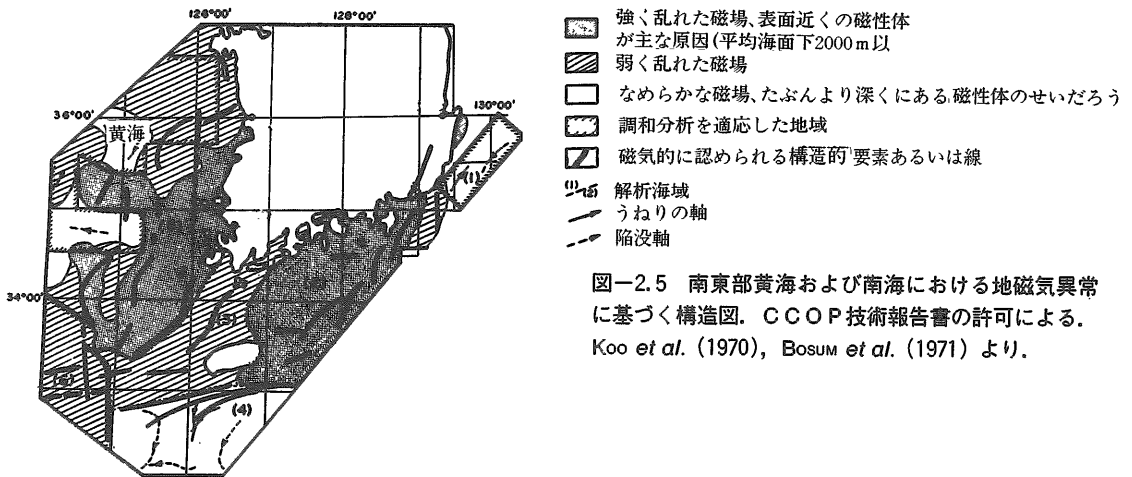 126°00'
128°00'
130°00'
36°00'
34°00'
黄海
(1)
(3)
(4)
強く乱れた磁場、表面近くの磁性体
が主な原因(平均海面下2000m以
弱く乱れた磁場
なめらかな磁場、たぶんより深くにある磁性体のせいだろう
調和分析を適応した地域
磁気的に認められる構造的要素あるいは線
解析海域
うねりの軸
陥没軸
図－2.5 南東部黄海および南海における地磁気異常
に基づく構造図．CCOP技術報告書の許可による．
Koo et al. (1970), Bosum et al. (1971) より．